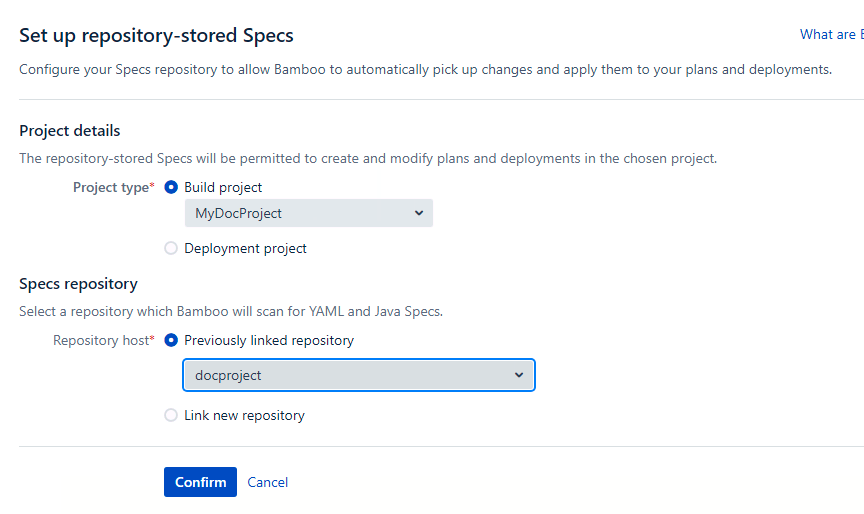 Set up repository-stored Specs
What are
Configure your Specs repository to allow Bamboo to automatically pick up changes and apply them to your plans and deployments.
Project details
The repository-stored Specs will be permitted to create and modify plans and deployments in the chosen project.
Project type* Build project
MyDocProject
Deployment project
Specs repository
Select a repository which Bamboo will scan for YAML and Java Specs.
Repository host* Previously linked repository
docproject
Link new repository
Confirm Cancel